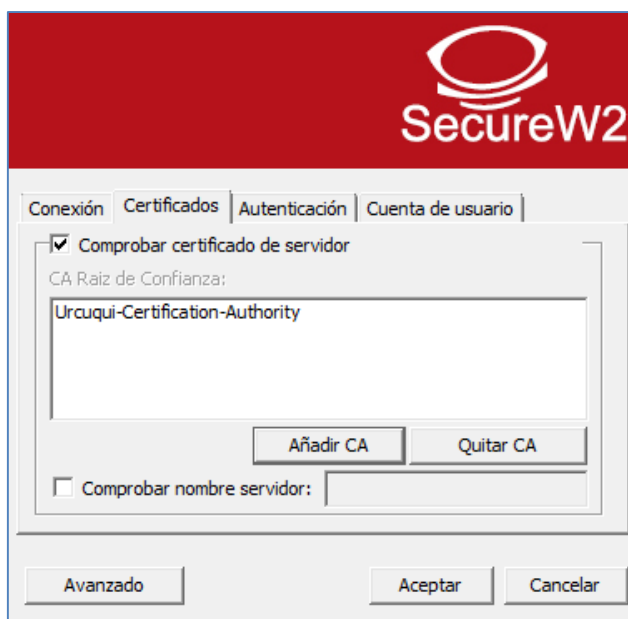 SecureW2
Conexión Certificados Autenticación Cuenta de usuario
Comprobar certificado de servidor
CA Raiz de Confianza:
Urcuqui-Certification-Authority
Añadir CA Quitar CA
Comprobar nombre servidor:
Avanzado Aceptar Cancelar